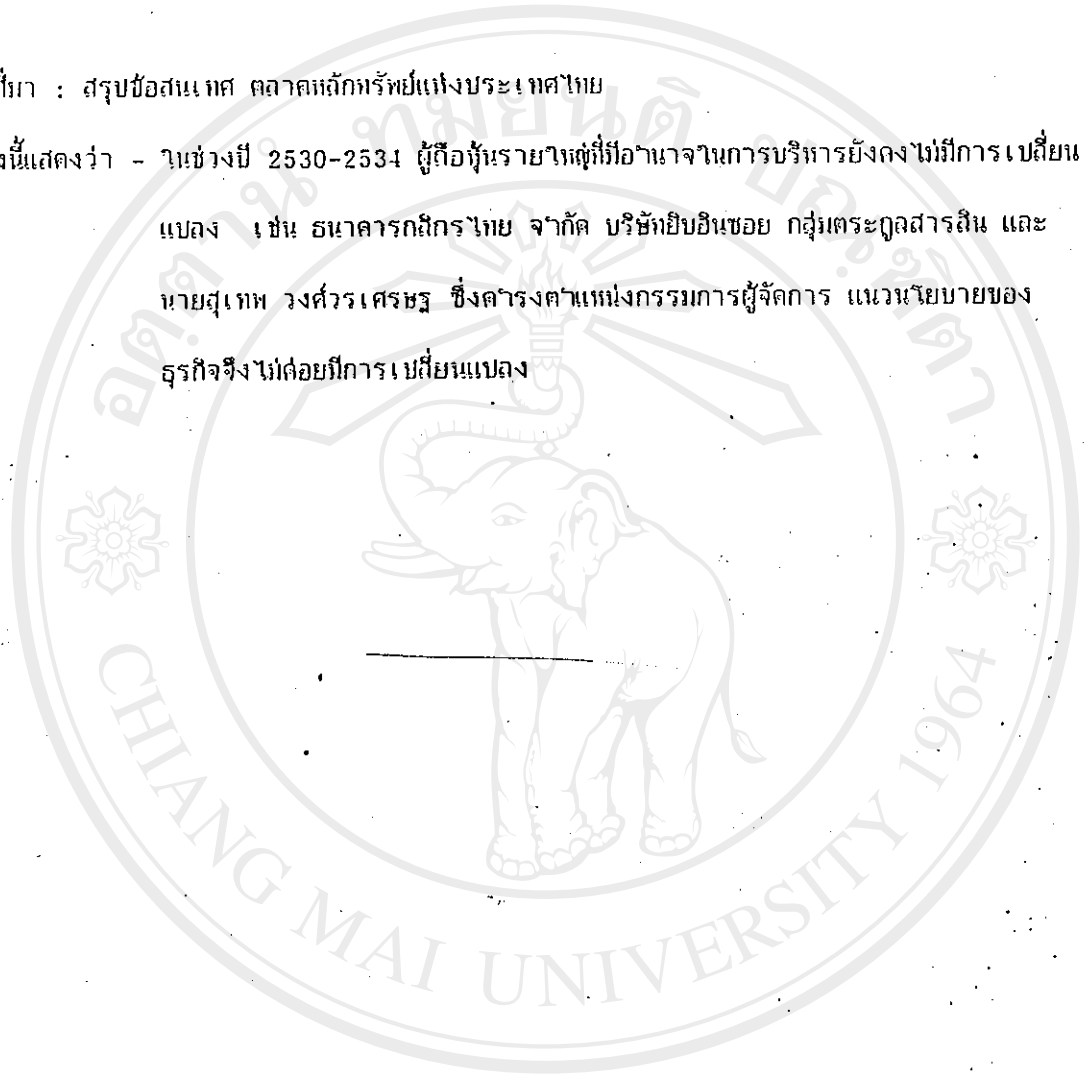 ที่มา : สรุปข้อสนเทศ ตลาดหลักทรัพย์แห่งประเทศไทย
งนี้แสดงว่า - ในช่วงปี 2530-2534 ผู้ถือหุ้นรายใหญ่ที่มีอำนาจในการบริหารยังคงไม่มีการเปลี่ยน
แปลง เช่น ธนาคารกสิกรไทย จำกัด บริษัทยิบอินซอย กลุ่มตระกูลสารสิน และ
นายสุเทพ วงศ์วรเศรษฐ ซึ่งดำรงตำแหน่งกรรมการผู้จัดการ แนวนโยบายของ
ธุรกิจจึงไม่ค่อยมีการเปลี่ยนแปลง
อตฺตานํ ทมยนฺติ ปณฺฑิตา
CHIANG MAI UNIVERSITY 1964